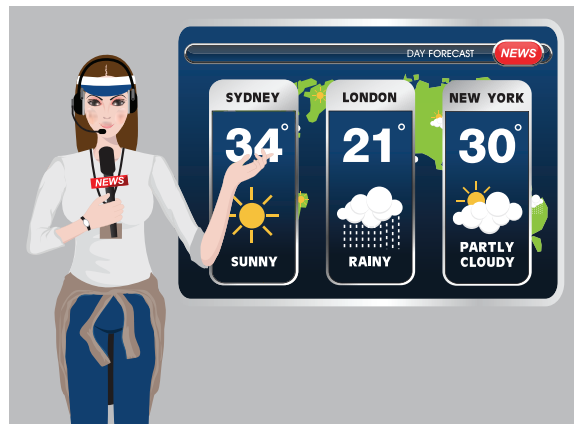 DAY FORECAST
NEWS
SYDNEY
34°
SUNNY
LONDON
21°
RAINY
NEW YORK
30°
PARTLY
CLOUDY
NEWS